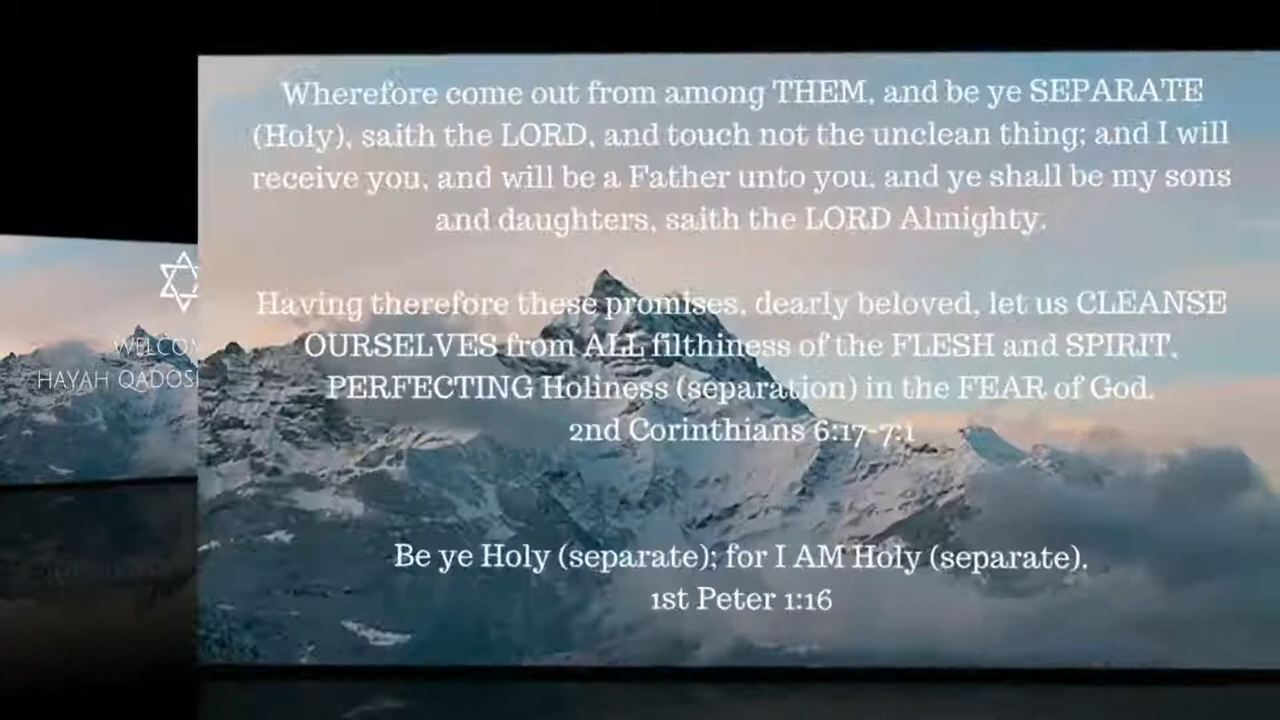 Wherefore come out from among THEM, and be ye SEPARATE
(Holy), saith the LORD, and touch not the unclean thing; and I will
receive you, and will be a Father unto you, and ye shall be my sons
and daughters, saith the LORD Almighty.
Having therefore these promises, dearly beloved, let us CLEANSE
OURSELVES from ALL filthiness of the FLESH and SPIRIT,
PERFECTING Holiness (separation) in the FEAR of God.
2nd Corinthians 6:17-7:1
Be ye Holy (separate); for I AM Holy (separate).
1st Peter 1:16
HAYAH